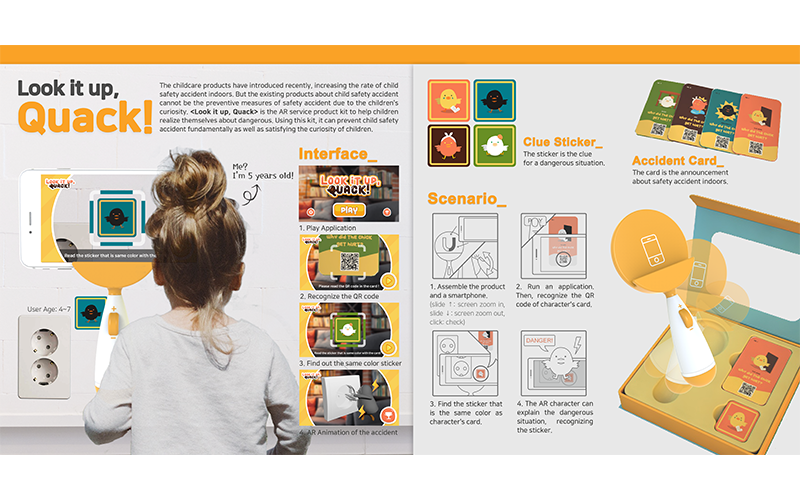 Look it up,
Quack!
The childcare products have introduced recently, increasing the rate of child
safety accident indoors. But the existing products about child safety accident
cannot be the preventive measures of safety accident due to the children's
curiosity. <Look it up, Quack> is the AR service product kit to help children
realize themselves about dangerous. Using this kit, it can prevent child safety
accident fundamentally as well as satisfying the curiosity of children.
Me?
I'm 5 years old!
LOOK IT UP,
QUACK!
Read the sticker that is same color with the
User Age: 4~7
Interface_
LOOK IT UP,
QUACK!
PLAY
1. Play Application
WHY DID THE CHICK
GET HURT?
Please read the QR code in the card
2. Recognize the QR code
Read the sticker that is same color with the card
3. Find out the same color sticker
4. AR Animation of the accident
Clue Sticker_
The sticker is the clue
for a dangerous situation.
Accident Card_
The card is the announcement
about safety accident indoors.
Scenario_
PLAY
1. Assemble the product
and a smartphone.
(slide ↑: screen zoom in,
slide ↓: screen zoom out,
click: check)
2. Run an application.
Then, recognize the QR
code of character's card.
DANGER!
3. Find the sticker that
is the same color as
character's card.
4. The AR character can
explain the dangerous
situation, recognizing
the sticker.